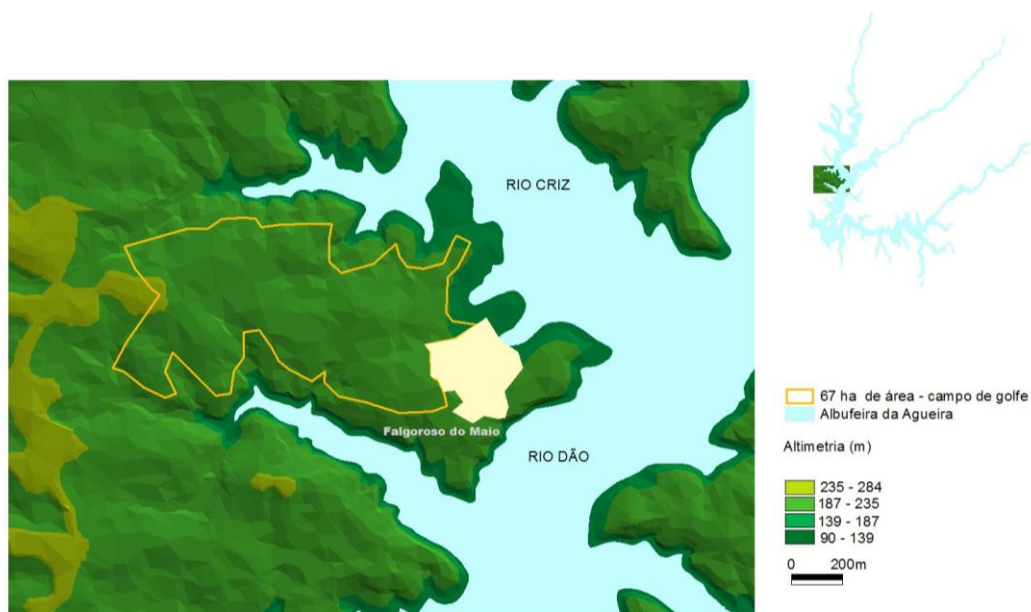 RIO CRIZ
Falgoroso do Maio
RIO DÃO
67 ha de área - campo de golfe
Albufeira da Agueira
Altimetria (m)
235 - 284
187 - 235
139 - 187
90 - 139
0 200m